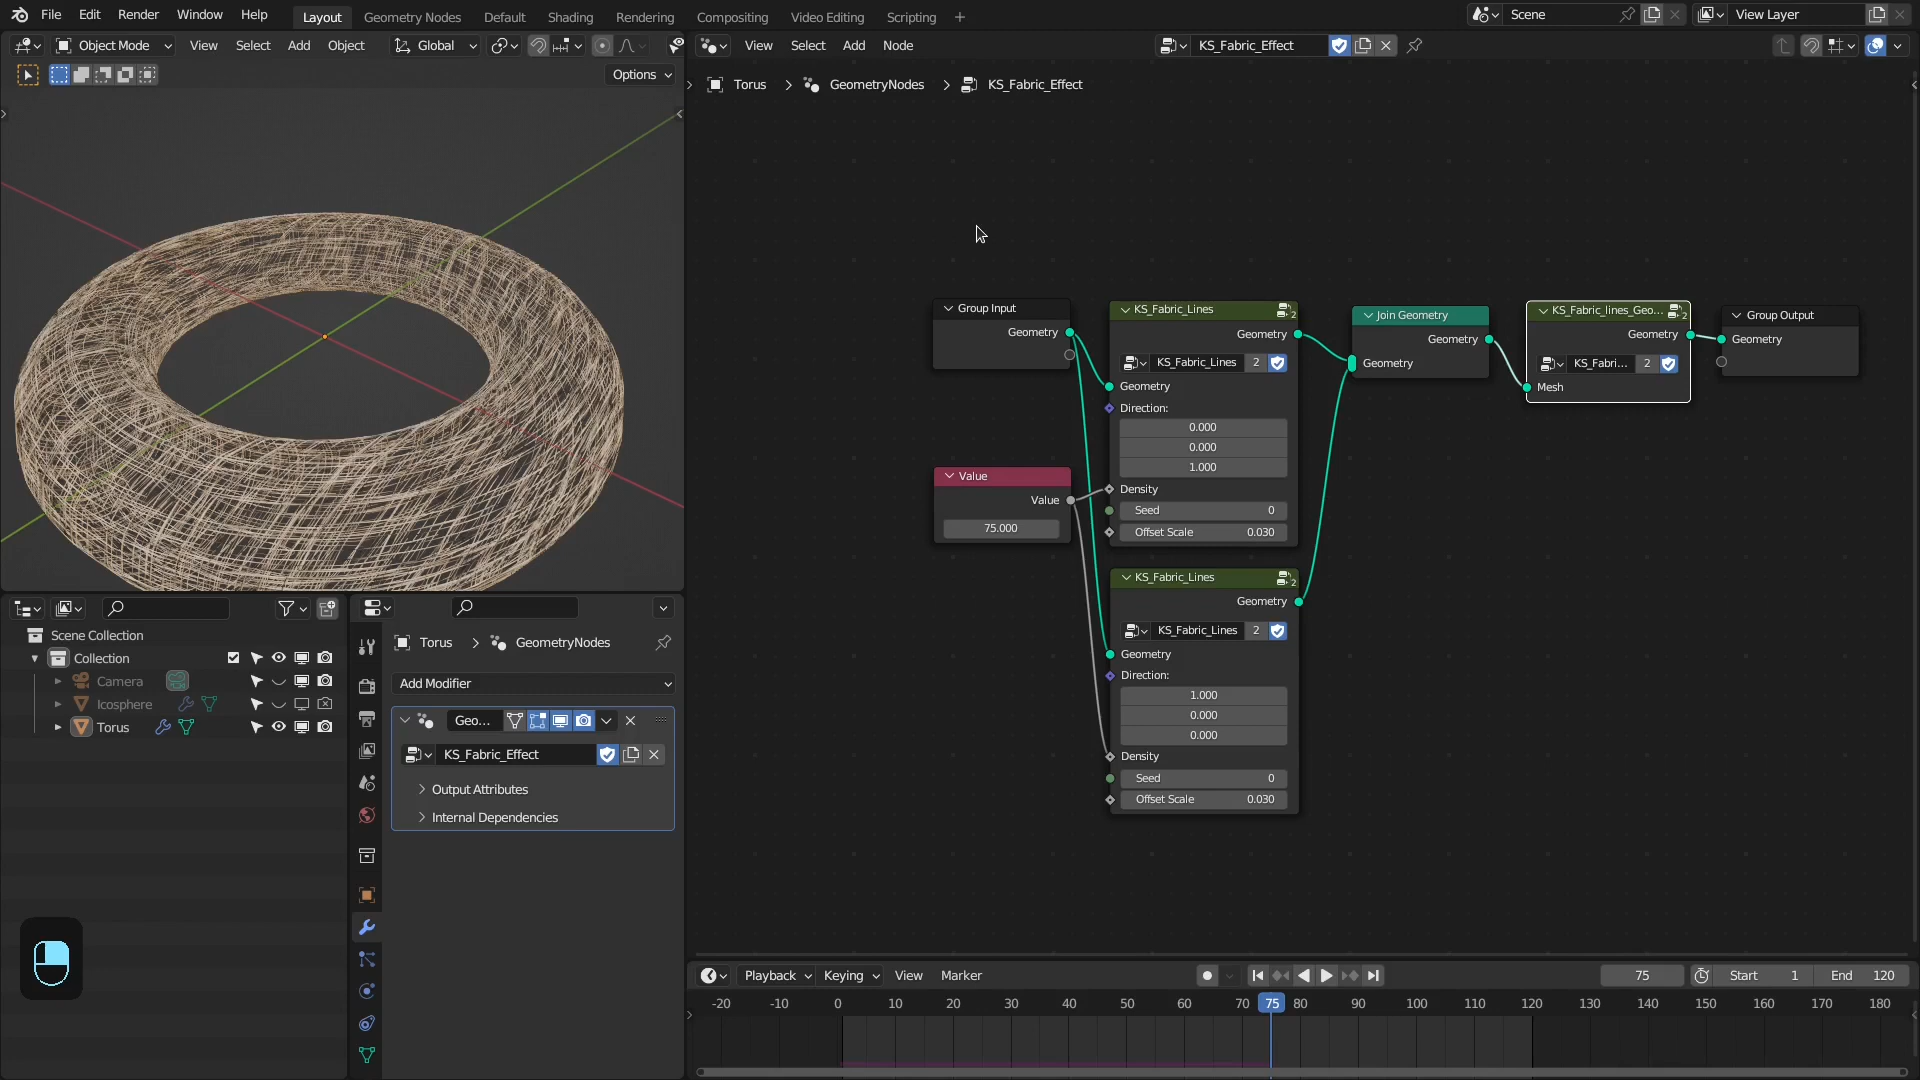 File Edit Render Window Help Layout Geometry Nodes Default Shading Rendering Compositing Video Editing Scripting Scene View Layer
Object Mode View Select Add Object Global
View Select Add Node KS_Fabric_Effect
Options
Torus GeometryNodes KS_Fabric_Effect
Group Input
Geometry
KS_Fabric_Lines 2
Geometry
KS_Fabric_Lines 2
Geometry
Direction:
0.000
0.000
1.000
Density
Seed 0
Offset Scale 0.030
Join Geometry
Geometry
Geometry
KS_Fabric_lines_Geo... 2
Geometry
KS_Fabri... 2
Mesh
Group Output
Geometry
Value
Value
75.000
KS_Fabric_Lines 2
Geometry
KS_Fabric_Lines 2
Geometry
Direction:
1.000
0.000
0.000
Density
Seed 0
Offset Scale 0.030
Scene Collection
Collection
Camera
Icosphere
Torus
Torus GeometryNodes
Add Modifier
Geo...
KS_Fabric_Effect
Output Attributes
Internal Dependencies
Playback Keying View Marker 75 Start 1 End 120
-20 -10 0 10 20 30 40 50 60 70 75 80 90 100 110 120 130 140 150 160 170 180